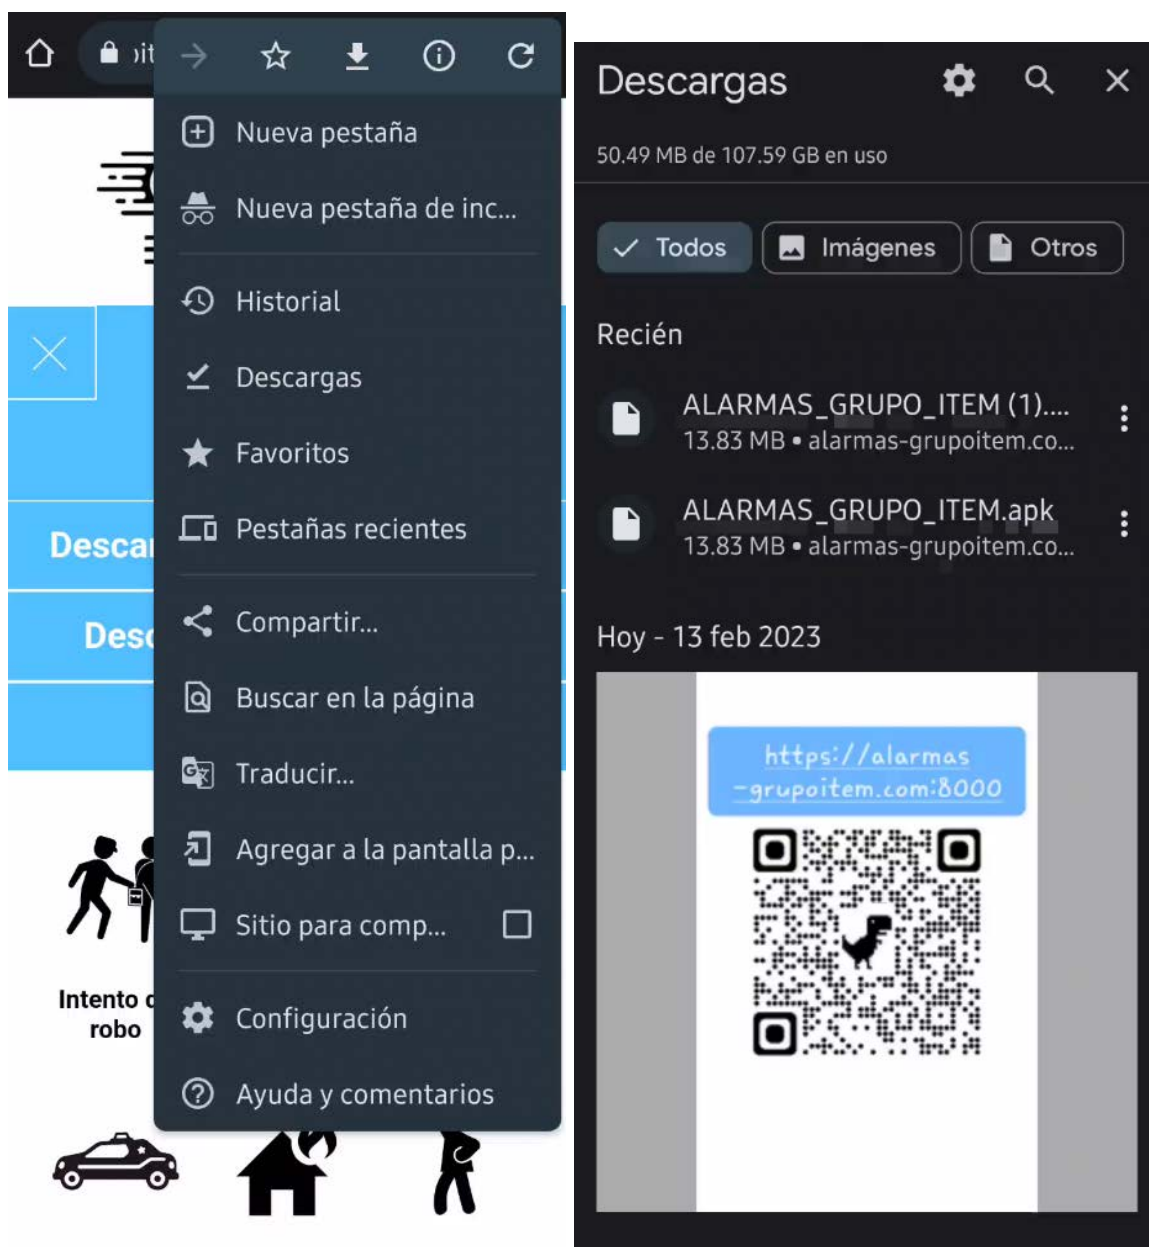 Nueva pestaña
Nueva pestaña de inc...
Historial
Descargas
Favoritos
Pestañas recientes
Compartir...
Buscar en la página
Traducir...
Agregar a la pantalla p...
Sitio para comp...
Configuración
Ayuda y comentarios
Intento
robo
Descargas
50.49 MB de 107.59 GB en uso
Todos
Imágenes
Otros
Recién
ALARMAS_GRUPO_ITEM (1)....
13.83 MB • alarmas-grupoitem.co...
ALARMAS_GRUPO_ITEM.apk
13.83 MB • alarmas-grupoitem.co...
Hoy - 13 feb 2023
https://alarmas
-grupoitem.com:8000